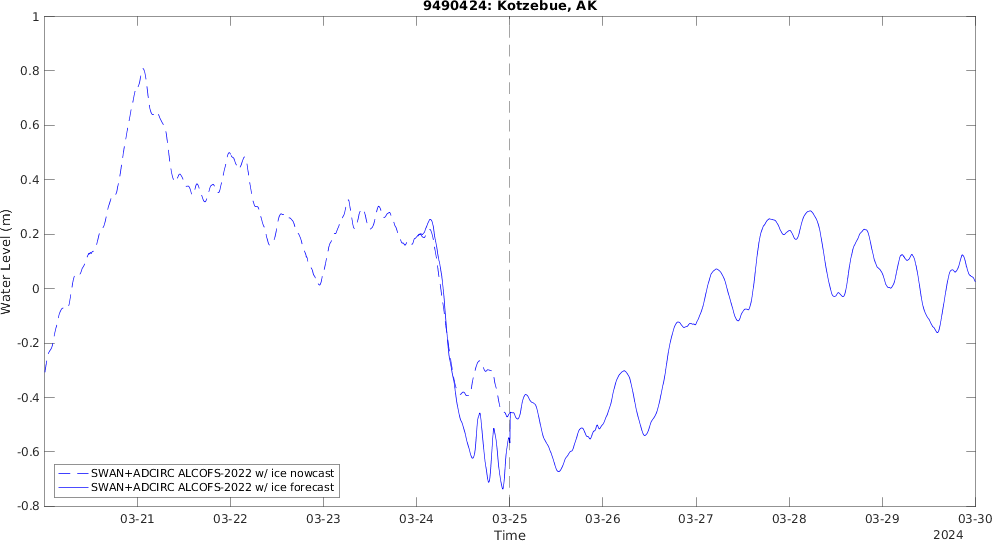 9490424: Kotzebue, AK
1
0.8
0.6
0.4
0.2
0
-0.2
-0.4
-0.6
-0.8
Water Level (m)
SWAN+ADCIRC ALCOFS-2022 w/ ice nowcast
SWAN+ADCIRC ALCOFS-2022 w/ ice forecast
03-21 03-22 03-23 03-24 03-25 03-26 03-27 03-28 03-29 03-30
Time
2024